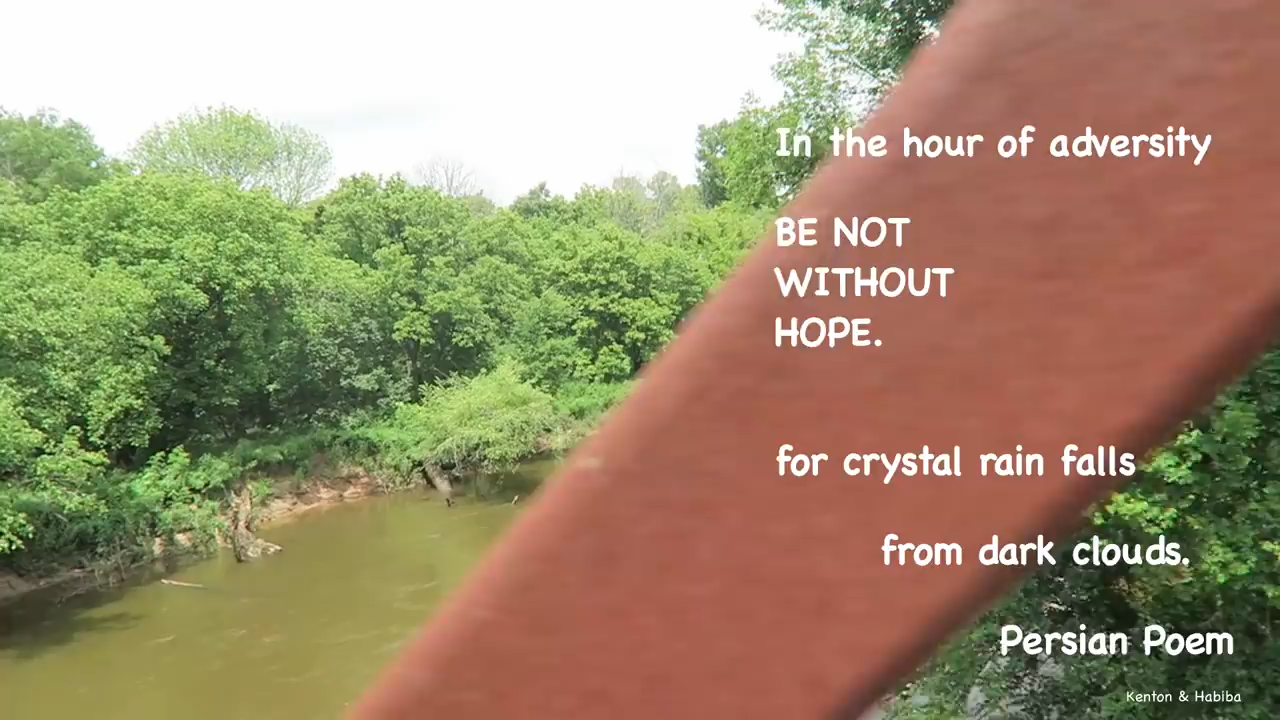 In the hour of adversity
BE NOT
WITHOUT
HOPE.
for crystal rain falls
from dark clouds.
Persian Poem
Kenton & Habiba